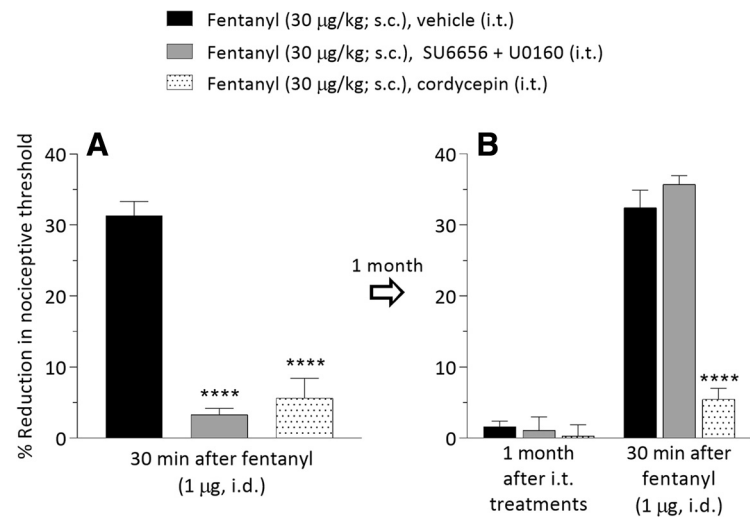 Fentanyl (30 μg/kg; s.c.), vehicle (i.t.)
Fentanyl (30 μg/kg; s.c.), SU6656 + U0160 (i.t.)
Fentanyl (30 μg/kg; s.c.), cordycepin (i.t.)
A
% Reduction in nociceptive threshold
40
30
20
10
0
****
****
30 min after fentanyl
(1 μg, i.d.)
1 month
B
40
30
20
10
0
****
1 month
after i.t.
treatments
30 min after
fentanyl
(1 μg, i.d.)